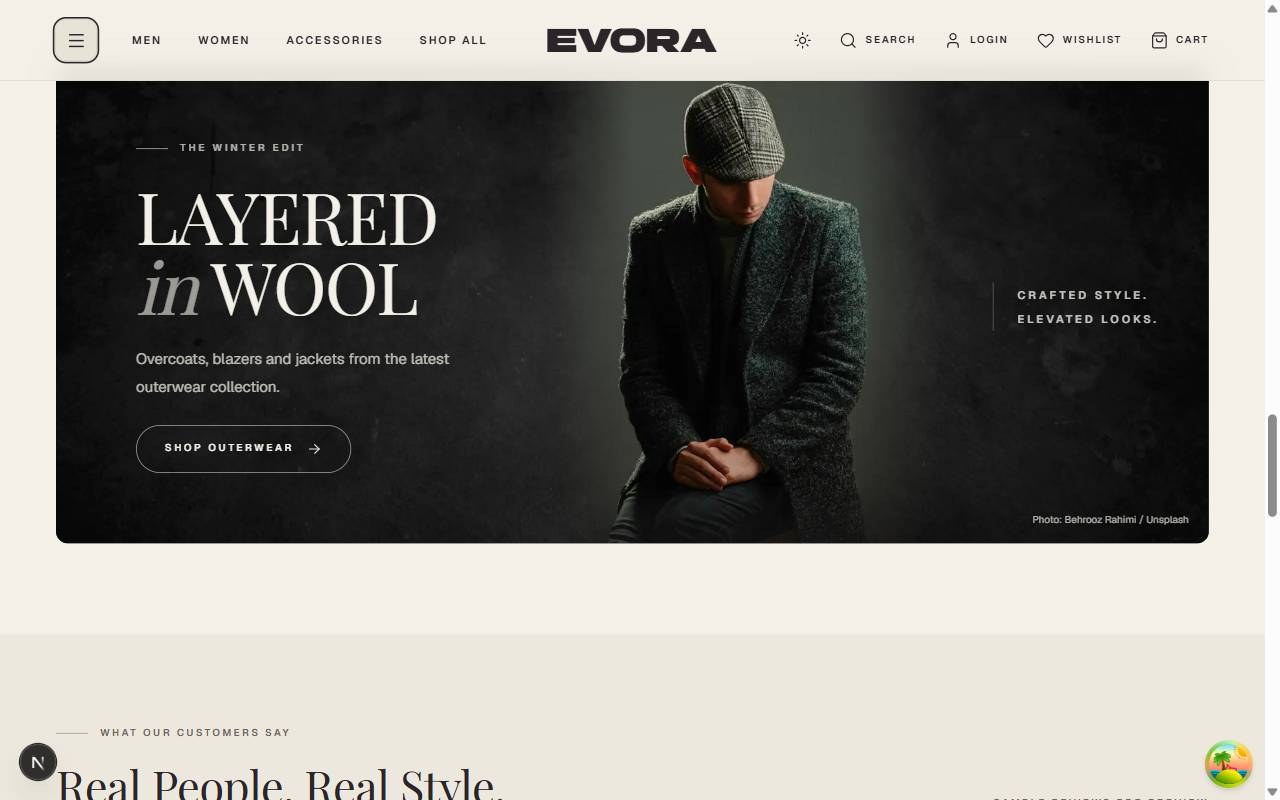 MEN
WOMEN
ACCESSORIES
SHOP ALL
EVORA
SEARCH
LOGIN
WISHLIST
CART
THE WINTER EDIT
LAYERED
in WOOL
Overcoats, blazers and jackets from the latest
outerwear collection.
SHOP OUTERWEAR
CRAFTED STYLE.
ELEVATED LOOKS.
Photo: Behrooz Rahimi / Unsplash
WHAT OUR CUSTOMERS SAY
N
Real People. Real Style.